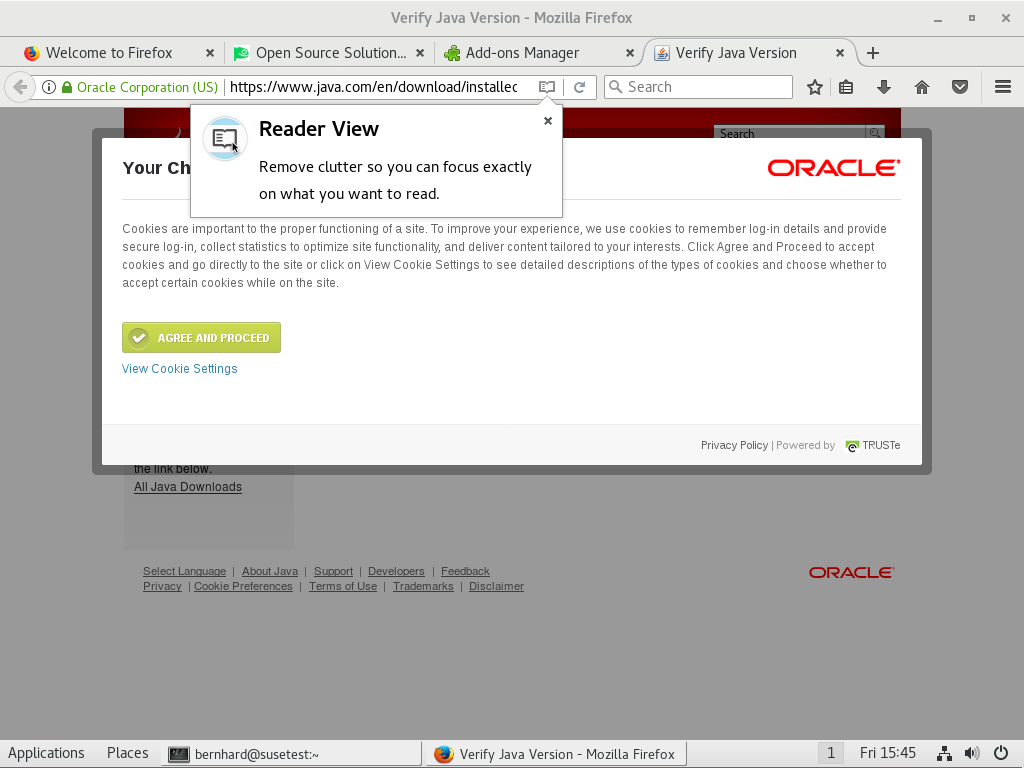 Verify Java Version - Mozilla Firefox
Welcome to Firefox
Open Source Solution...
Add-ons Manager
Verify Java Version
Oracle Corporation (US)
https://www.java.com/en/download/installec
Search
Search
Reader View
Remove clutter so you can focus exactly
on what you want to read.
Your Ch
ORACLE
Cookies are important to the proper functioning of a site. To improve your experience, we use cookies to remember log-in details and provide
secure log-in, collect statistics to optimize site functionality, and deliver content tailored to your interests. Click Agree and Proceed to accept
cookies and go directly to the site or click on View Cookie Settings to see detailed descriptions of the types of cookies and choose whether to
accept certain cookies while on the site.
AGREE AND PROCEED
View Cookie Settings
Privacy Policy | Powered by TRUSTe
the link below.
All Java Downloads
Select Language | About Java | Support | Developers | Feedback
Privacy | Cookie Preferences | Terms of Use | Trademarks | Disclaimer
ORACLE
Applications Places bernhard@susetest:~ Verify Java Version - Mozilla Firefox 1 Fri 15:45